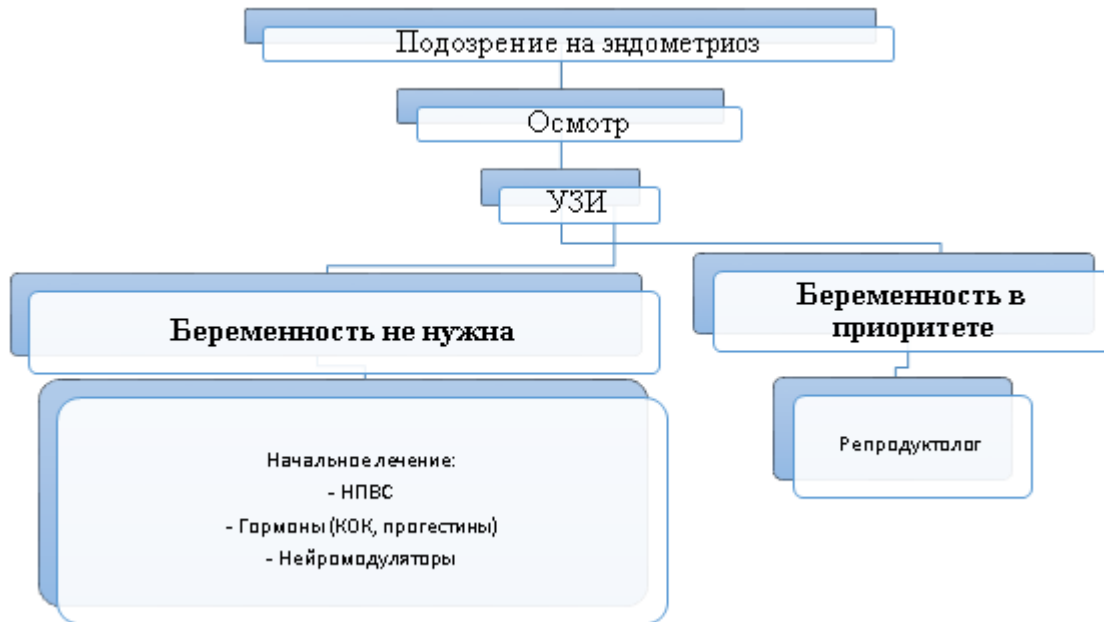 Подозрение на эндометриоз
Осмотр
УЗИ
Беременность не нужна
Беременность в
приоритете
Начальное лечение:
- НПВС
- Гормоны (КОК, прогестины)
- Нейромодуляторы
Репродуктолог